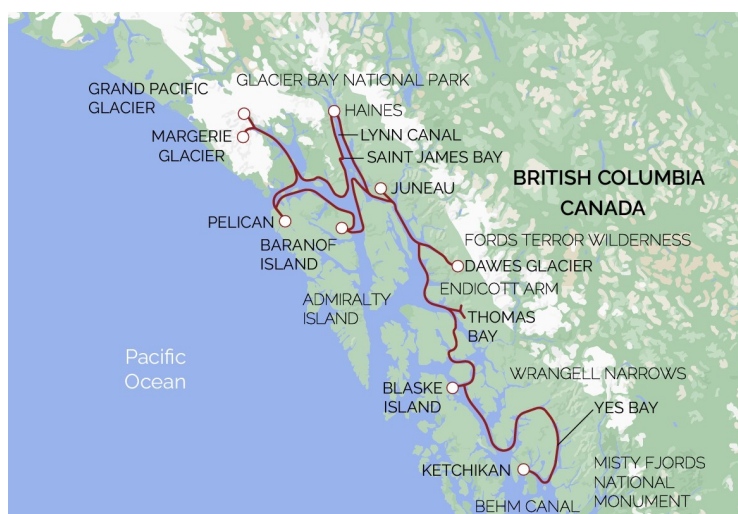 GLACIER BAY NATIONAL PARK
GRAND PACIFIC
GLACIER
HAINES
MARGERIE
GLACIER
LYNN CANAL
SAINT JAMES BAY
JUNEAU
BRITISH COLUMBIA
CANADA
PELICAN
BARANOF
ISLAND
FORDS TERROR WILDERNESS
DAWES GLACIER
ENDICOTT ARM
ADMIRALTY
ISLAND
THOMAS
BAY
Pacific
Ocean
WRANGELL NARROWS
BLASKE
ISLAND
YES BAY
KETCHIKAN
MISTY FJORDS
NATIONAL
MONUMENT
BEHM CANAL